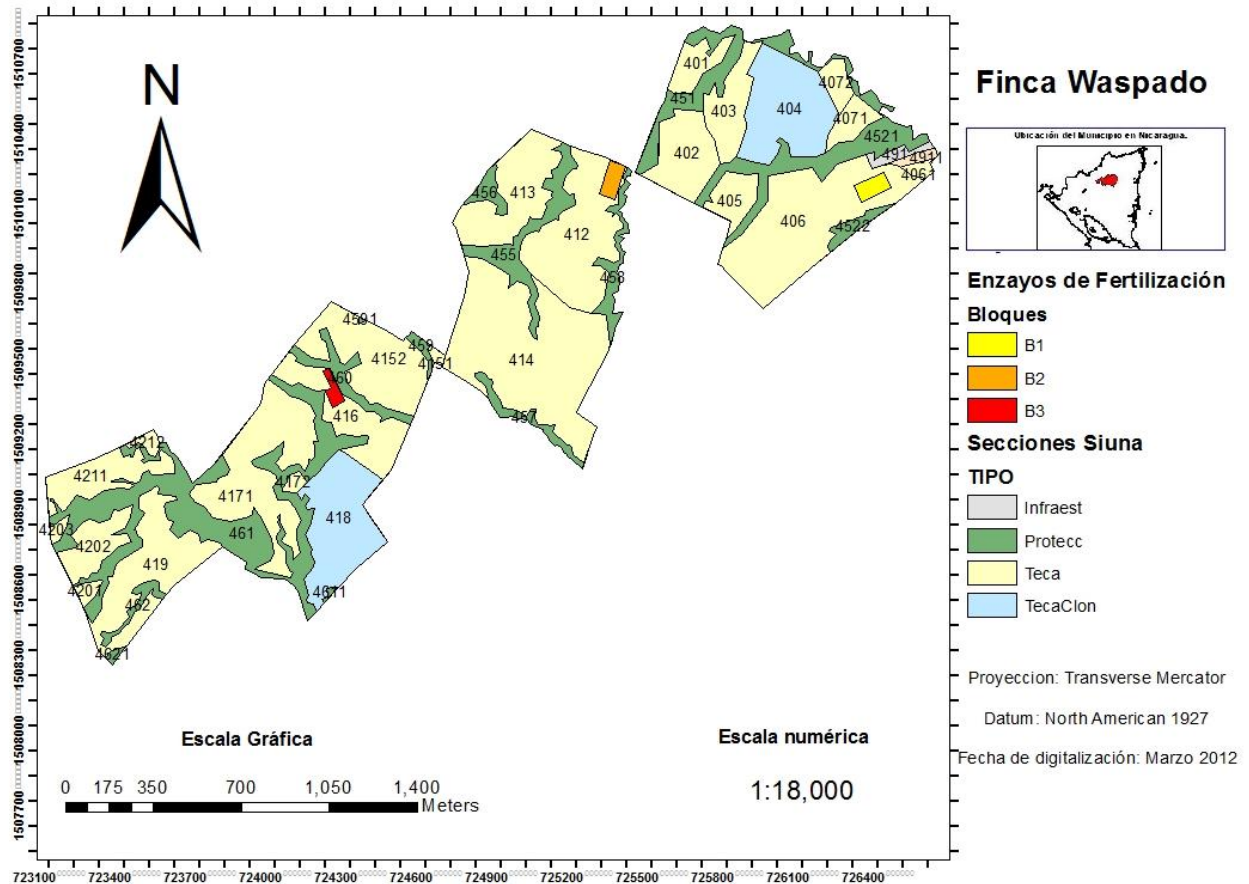 N
Finca Waspado
Ubicación del Municipio en Nicaragua.
Enzayos de Fertilización
Bloques
B1
B2
B3
Secciones Siuna
TIPO
Infraest
Protecc
Teca
TecaClon
Proyeccion: Transverse Mercator
Datum: North American 1927
Fecha de digitalización: Marzo 2012
401
451
403
402
404
4072
4071
4521
491
4911
4061
405
406
4522
456
413
412
455
458
414
457
4591
459
4152
4151
460
416
4212
4211
4172
4171
418
461
4203
4202
419
4201
462
4611
4621
Escala Gráfica
0 175 350 700 1,050 1,400
Meters
Escala numérica
1:18,000
1510700
1510400
1510100
1509800
1509500
1509200
1508900
1508600
1508300
1508000
1507700
723100 723400 723700 724000 724300 724600 724900 725200 725500 725800 726100 726400